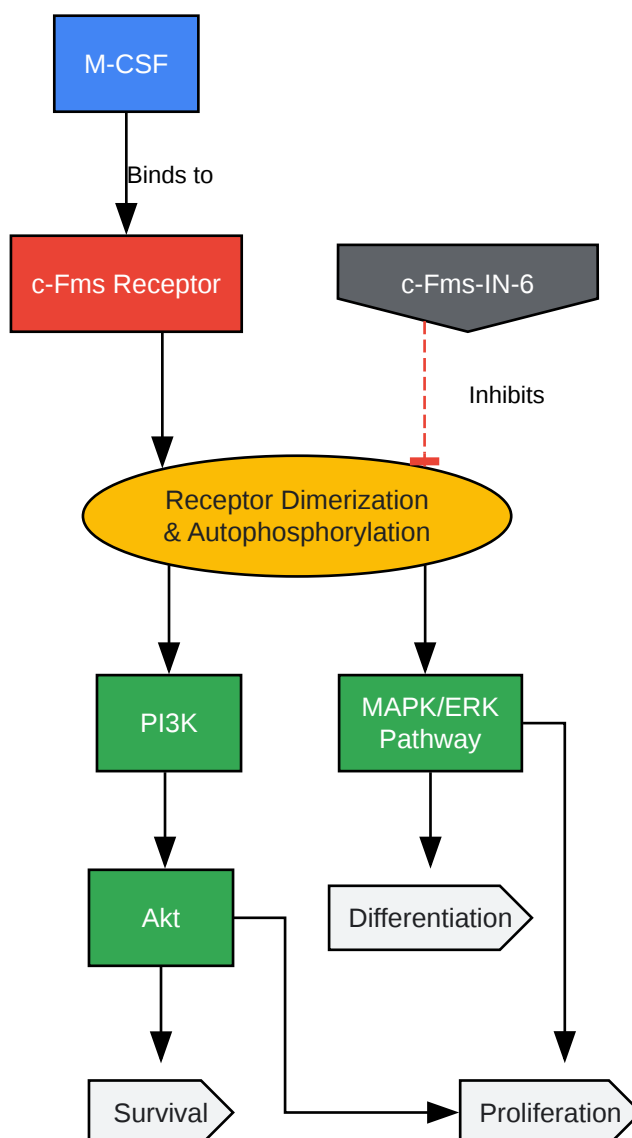 M-CSF
Binds to
c-Fms Receptor
c-Fms-IN-6
Inhibits
Receptor Dimerization
& Autophosphorylation
PI3K
MAPK/ERK
Pathway
Akt
Differentiation
Survival
Proliferation